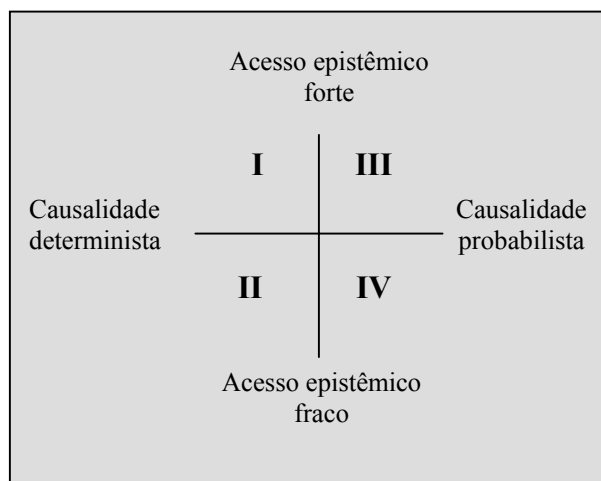 Acesso epistêmico
forte
I
III
Causalidade
determinista
Causalidade
probabilista
II
IV
Acesso epistêmico
fraco